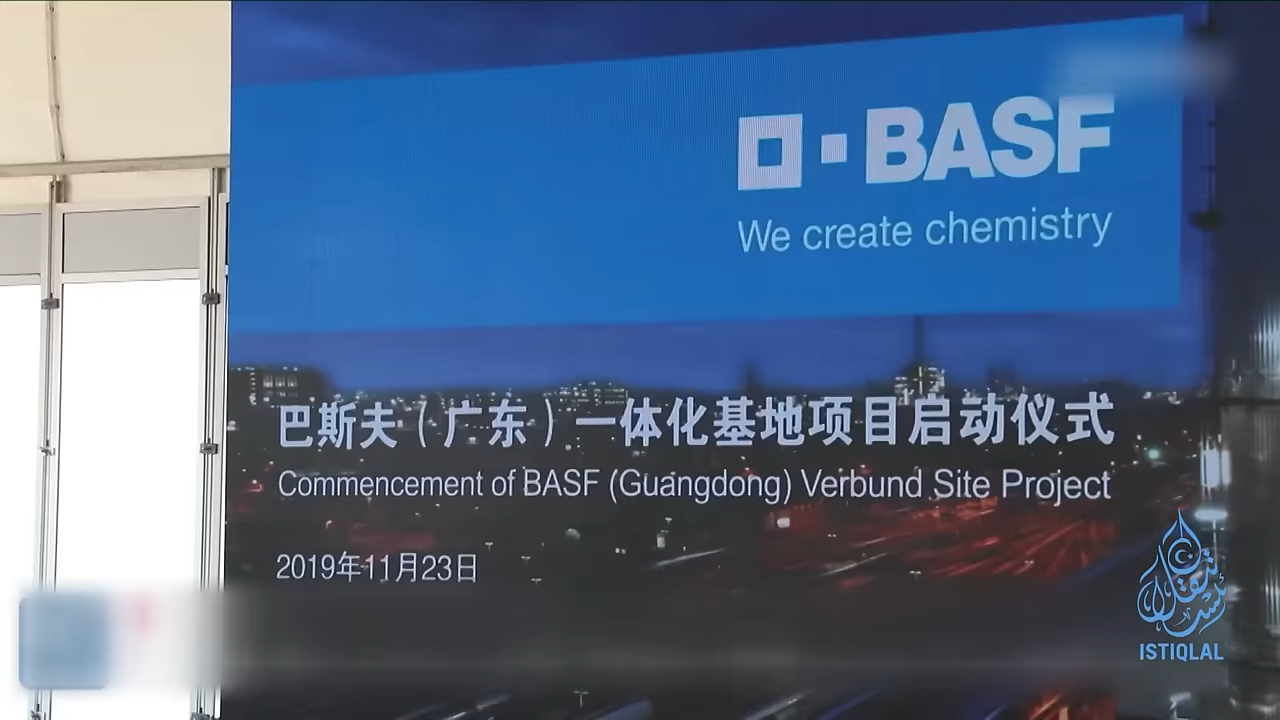 BASF
We create chemistry
巴斯夫（广东）一体化基地项目启动仪式
Commencement of BASF (Guangdong) Verbund Site Project
2019年11月23日
ئىستىقلال
ISTIQLAL